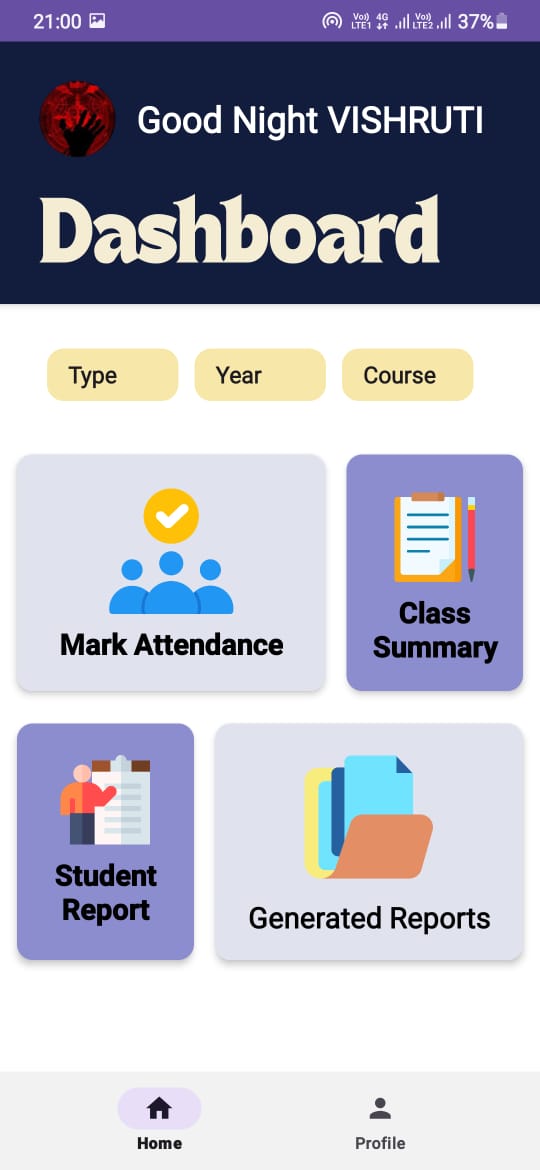 21:00 Vo) 4G Vo) 37%
LTE1 LTE2
Good Night VISHRUTI
Dashboard
Type Year Course
Mark Attendance
Class
Summary
Student
Report
Generated Reports
Home Profile